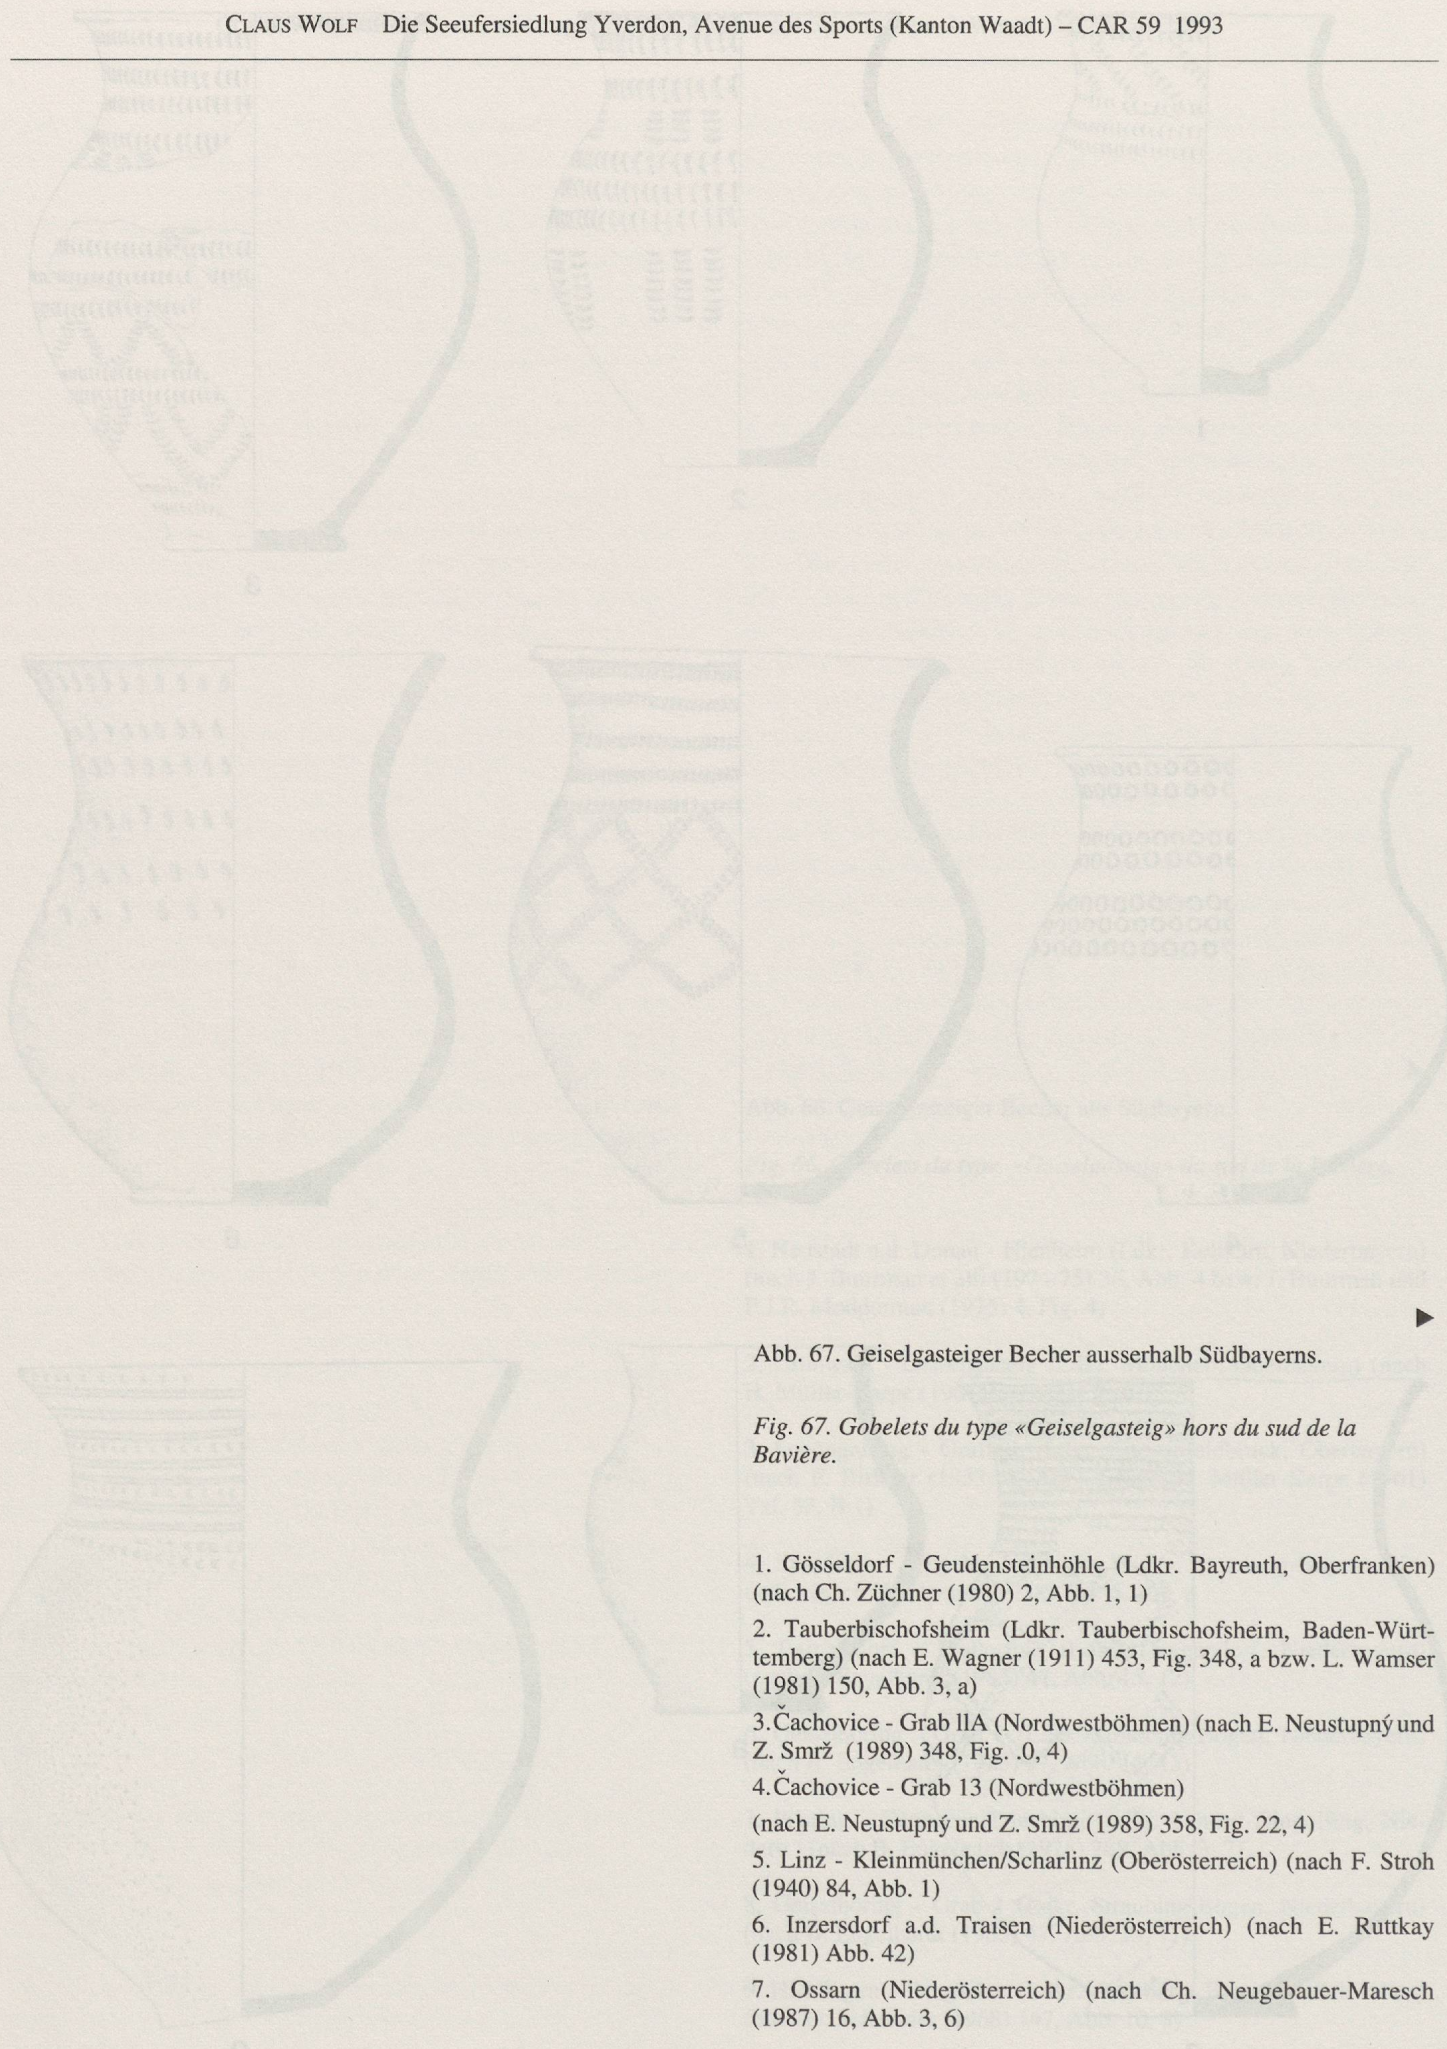 CLAUS WOLF Die Seeufersiedlung Yverdon, Avenue des Sports (Kanton Waadt) – CAR 59 1993
▶
Abb. 67. Geiselgasteiger Becher ausserhalb Südbayerns.
Fig. 67. Gobelets du type «Geiselgasteig» hors du sud de la
Bavière.
1. Gösseldorf - Geudensteinhöhle (Ldkr. Bayreuth, Oberfranken)
(nach Ch. Züchner (1980) 2, Abb. 1, 1)
2. Tauberbischofsheim (Ldkr. Tauberbischofsheim, Baden-Würt-
temberg) (nach E. Wagner (1911) 453, Fig. 348, a bzw. L. Wamser
(1981) 150, Abb. 3, a)
3.Čachovice - Grab llA (Nordwestböhmen) (nach E. Neustupný und
Z. Smrž (1989) 348, Fig. .0, 4)
4.Čachovice - Grab 13 (Nordwestböhmen)
(nach E. Neustupný und Z. Smrž (1989) 358, Fig. 22, 4)
5. Linz - Kleinmünchen/Scharlinz (Oberösterreich) (nach F. Stroh
(1940) 84, Abb. 1)
6. Inzersdorf a.d. Traisen (Niederösterreich) (nach E. Ruttkay
(1981) Abb. 42)
7. Ossarn (Niederösterreich) (nach Ch. Neugebauer-Maresch
(1987) 16, Abb. 3, 6)